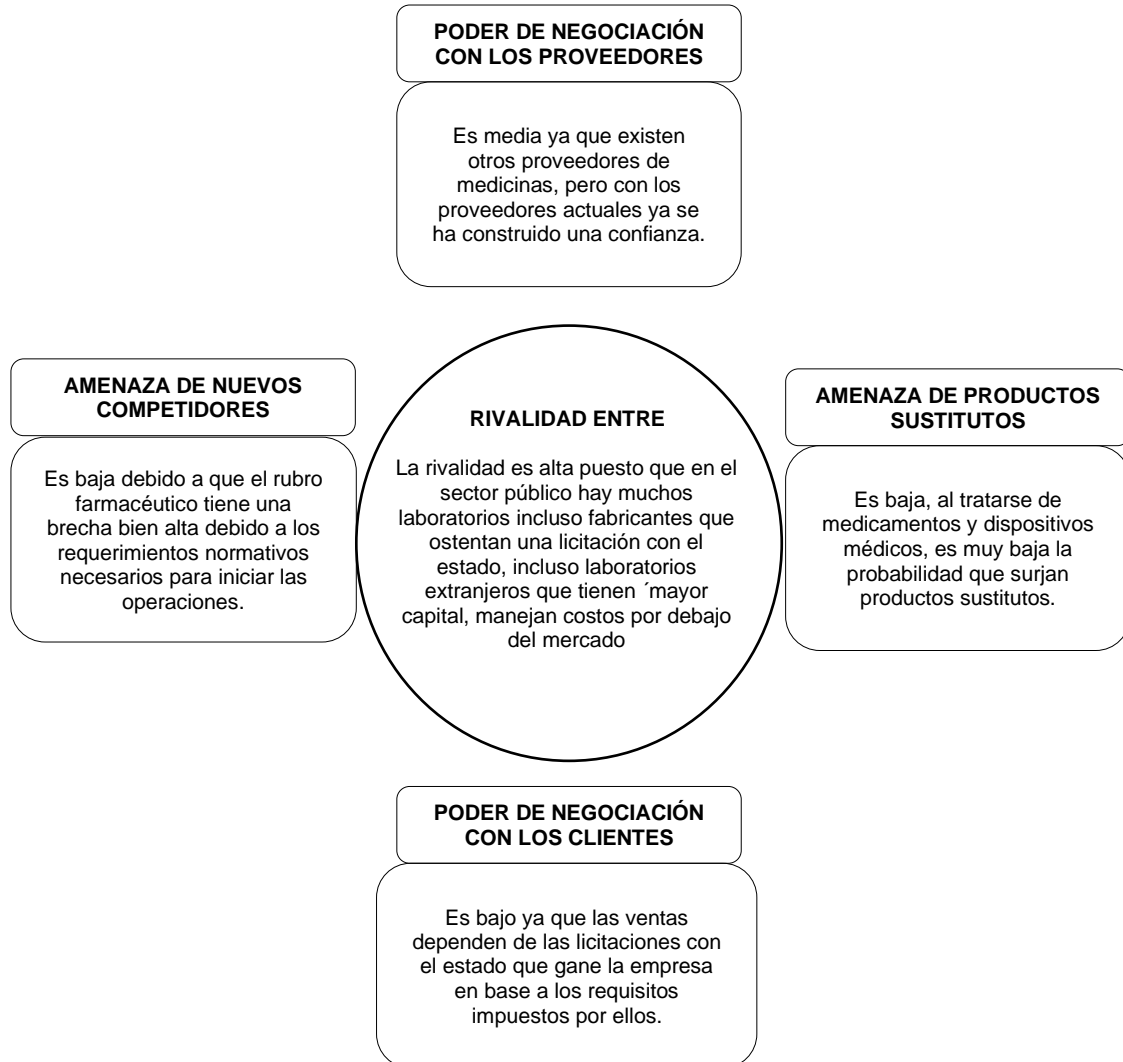 PODER DE NEGOCIACIÓN
CON LOS PROVEEDORES
Es media ya que existen
otros proveedores de
medicinas, pero con los
proveedores actuales ya se
ha construido una confianza.
AMENAZA DE NUEVOS
COMPETIDORES
Es baja debido a que el rubro
farmacéutico tiene una
brecha bien alta debido a los
requerimientos normativos
necesarios para iniciar las
operaciones.
RIVALIDAD ENTRE
La rivalidad es alta puesto que en el
sector público hay muchos
laboratorios incluso fabricantes que
ostentan una licitación con el
estado, incluso laboratorios
extranjeros que tienen ´mayor
capital, manejan costos por debajo
del mercado
AMENAZA DE PRODUCTOS
SUSTITUTOS
Es baja, al tratarse de
medicamentos y dispositivos
médicos, es muy baja la
probabilidad que surjan
productos sustitutos.
PODER DE NEGOCIACIÓN
CON LOS CLIENTES
Es bajo ya que las ventas
dependen de las licitaciones con
el estado que gane la empresa
en base a los requisitos
impuestos por ellos.